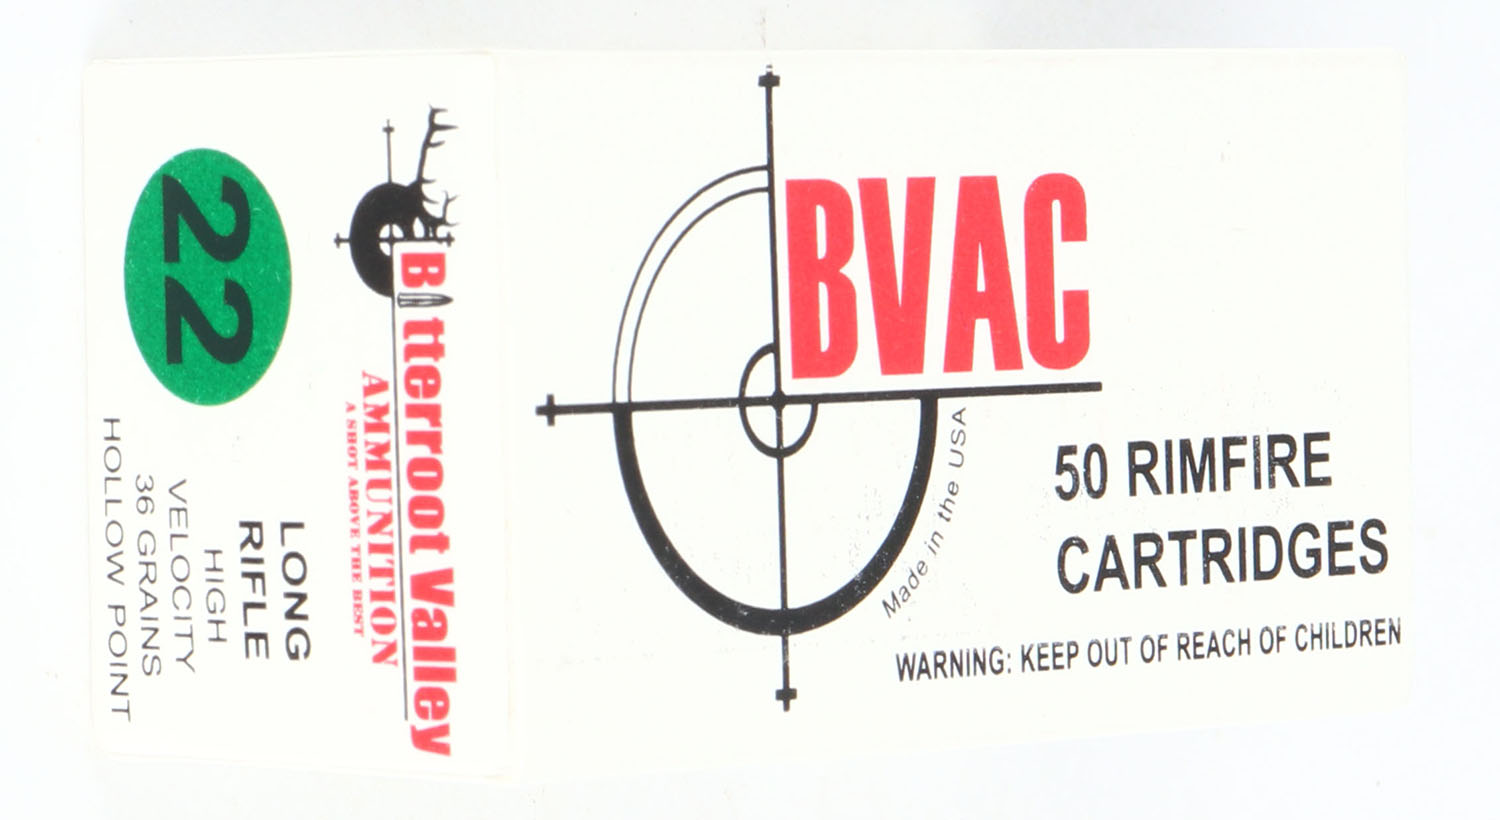 22
LONG
RIFLE
HIGH
VELOCITY
36 GRAINS
HOLLOW POINT
Bitterroot Valley
AMMUNITION
A SHOT ABOVE THE BEST
BVAC
Made in the USA
50 RIMFIRE
CARTRIDGES
WARNING: KEEP OUT OF REACH OF CHILDREN